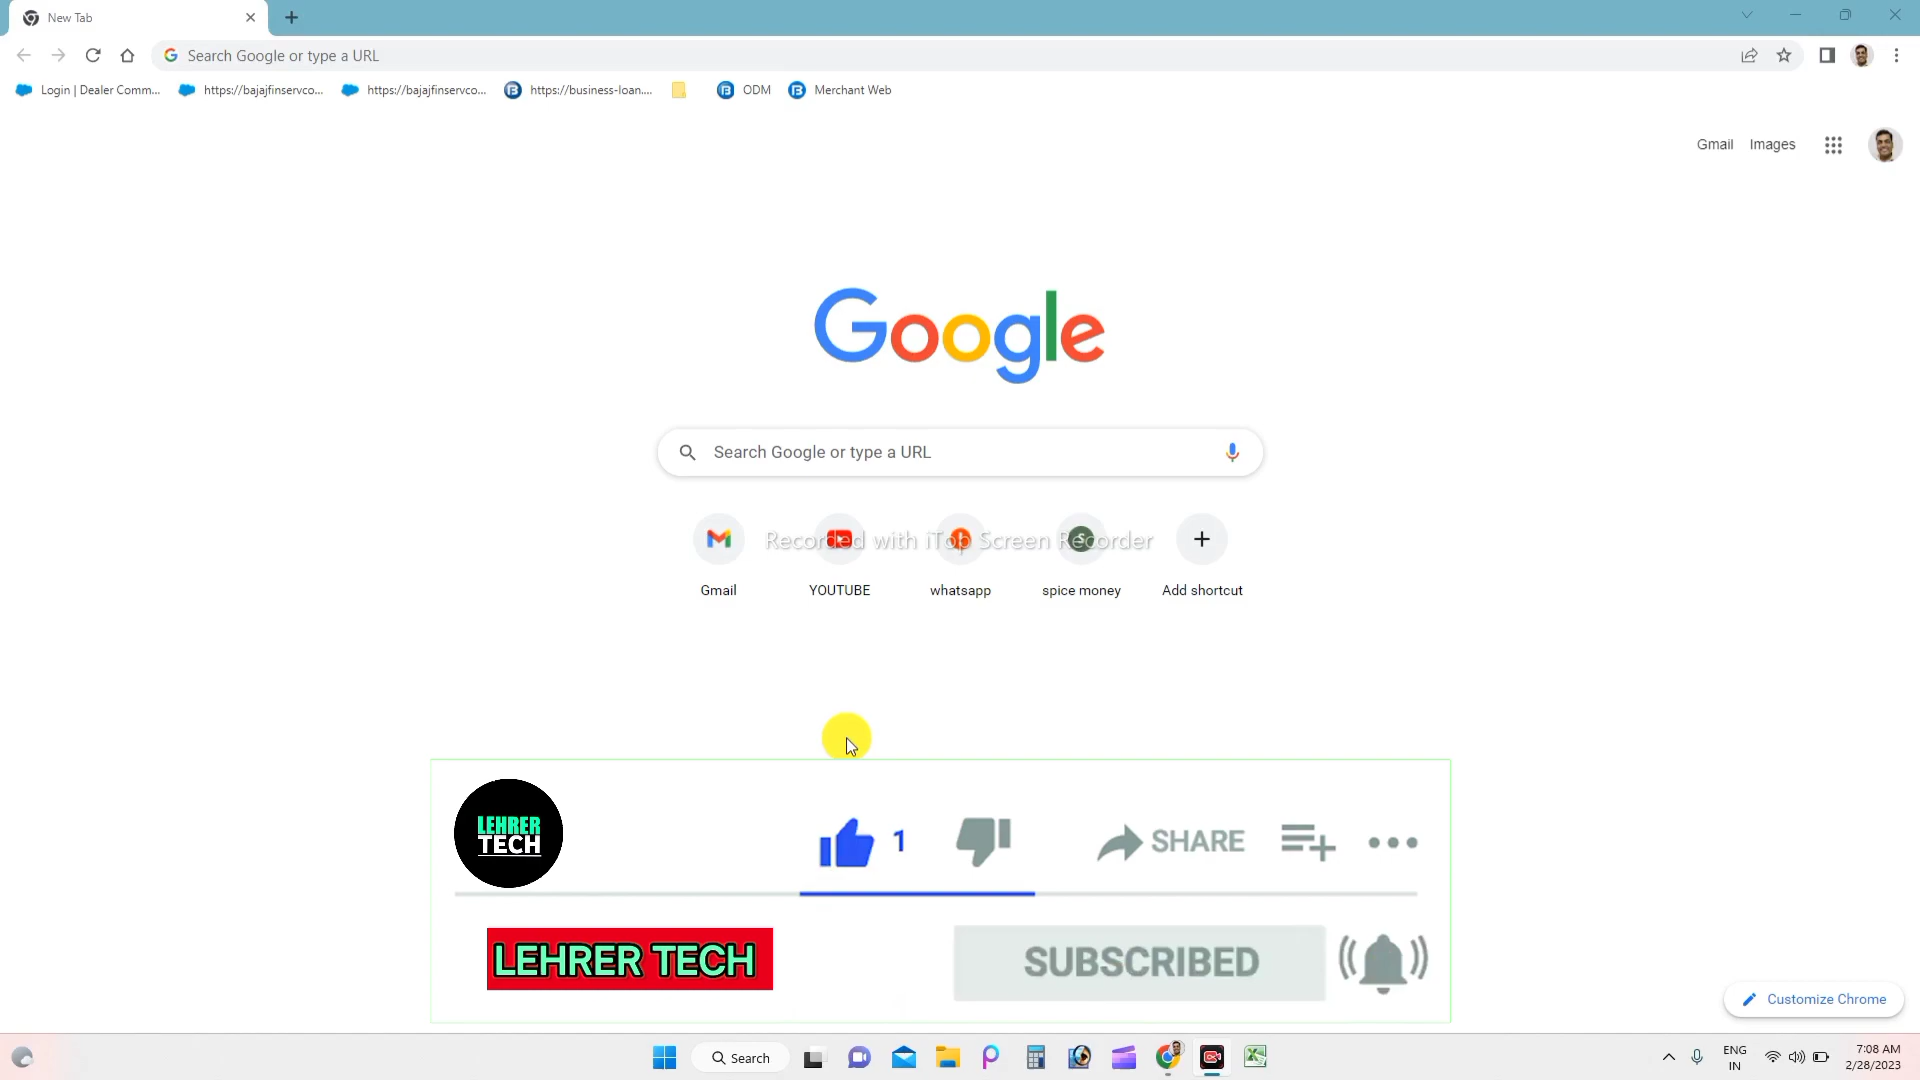 New Tab
Search Google or type a URL
Login | Dealer Comm... https://bajajfinservco... https://bajajfinservco... https://business-loan.... ODM Merchant Web
Gmail Images
Google
Search Google or type a URL
Recorded with iTop Screen Recorder
Gmail YOUTUBE whatsapp spice money Add shortcut
LEHRER
TECH
1 SHARE
LEHRER TECH SUBSCRIBED
Customize Chrome
Search
ENG
IN
7:08 AM
2/28/2023